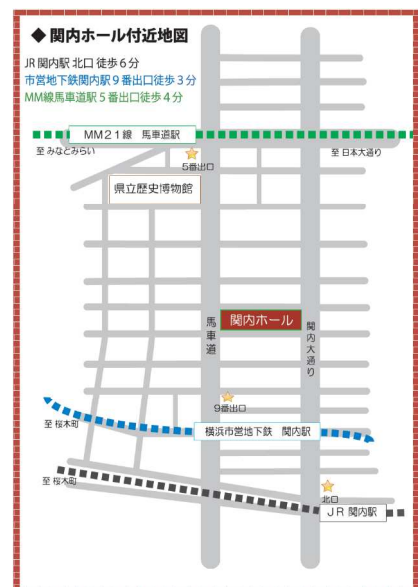 ◆ 関内ホール付近地図
JR 関内駅 北口 徒歩 6 分
市営地下鉄関内駅 9 番出口徒歩 3 分
MM線馬車道駅 5 番出口徒歩 4 分
MM21線　馬車道駅
至 みなとみらい
至 日本大通り
5番出口
県立歴史博物館
関内ホール
馬車道
関内大通り
9番出口
至 桜木町
横浜市営地下鉄　関内駅
至 桜木町
北口
JR 関内駅